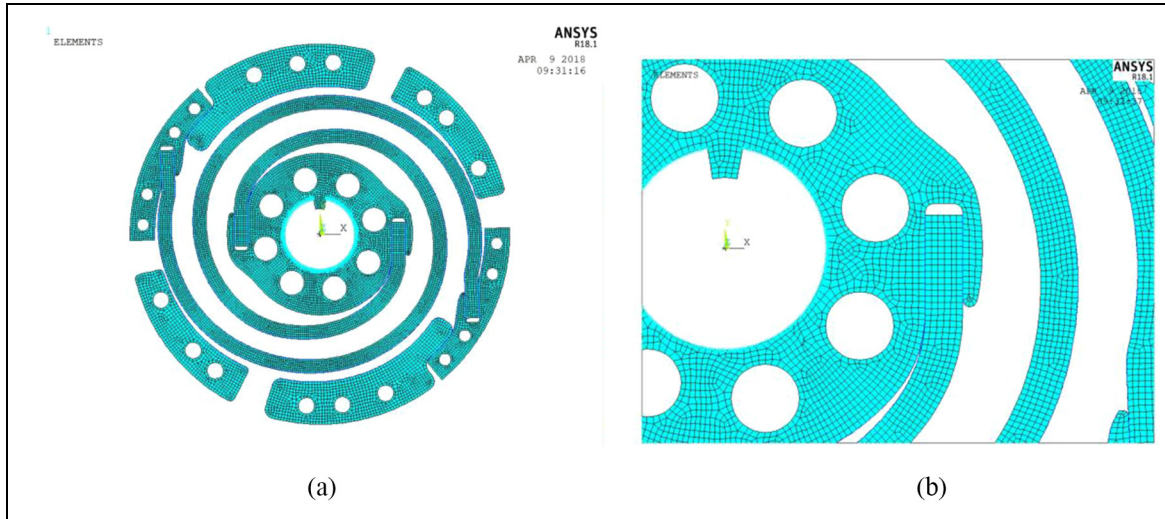 1
ELEMENTS
ANSYS
R18.1
APR 9 2018
09:31:16
X
(a)
ELEMENTS
ANSYS
R18.1
X
(b)